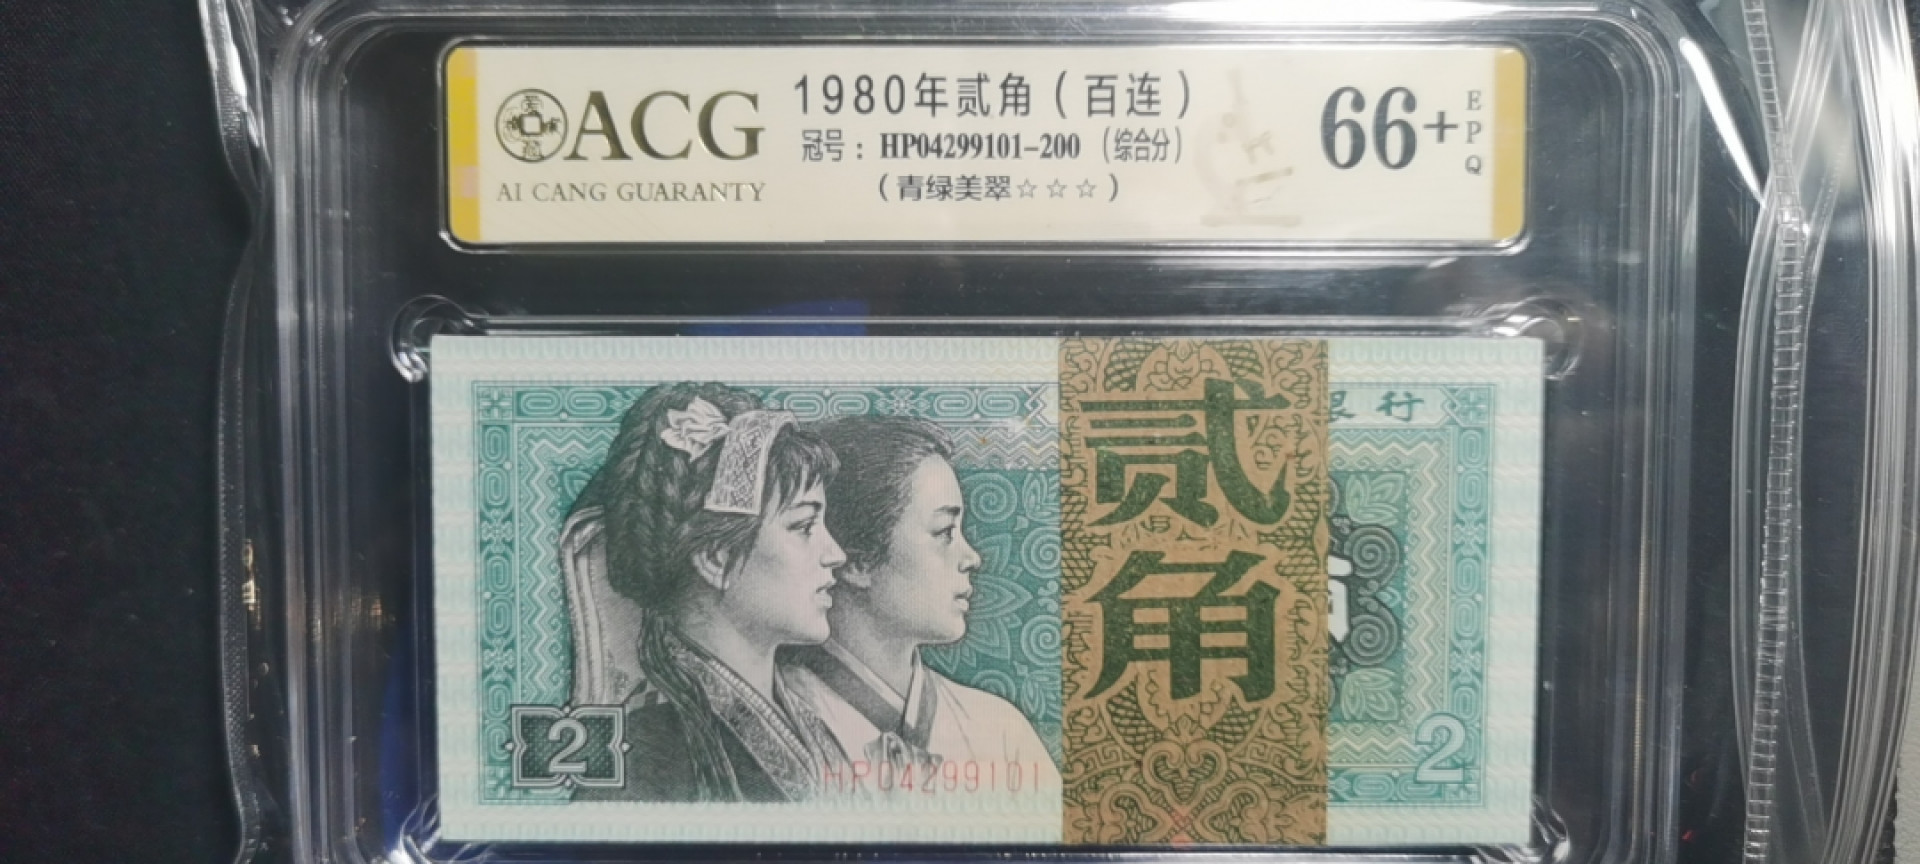 ACG
AI CANG GUARANTY
1980年贰角（百连）
冠号：HP04299101-200（综合分）
（青绿美翠☆☆☆）
66+
EPQ
行
贰角
2
HP04299101
2